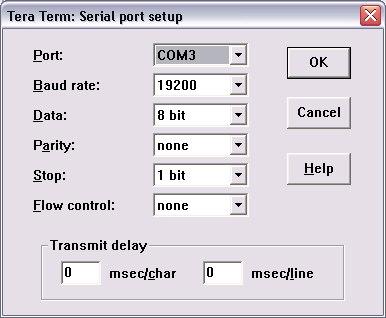 Tera Term: Serial port setup
Port: COM3 OK
Baud rate: 19200
Data: 8 bit Cancel
Parity: none
Stop: 1 bit Help
Flow control: none
Transmit delay
0 msec/char 0 msec/line